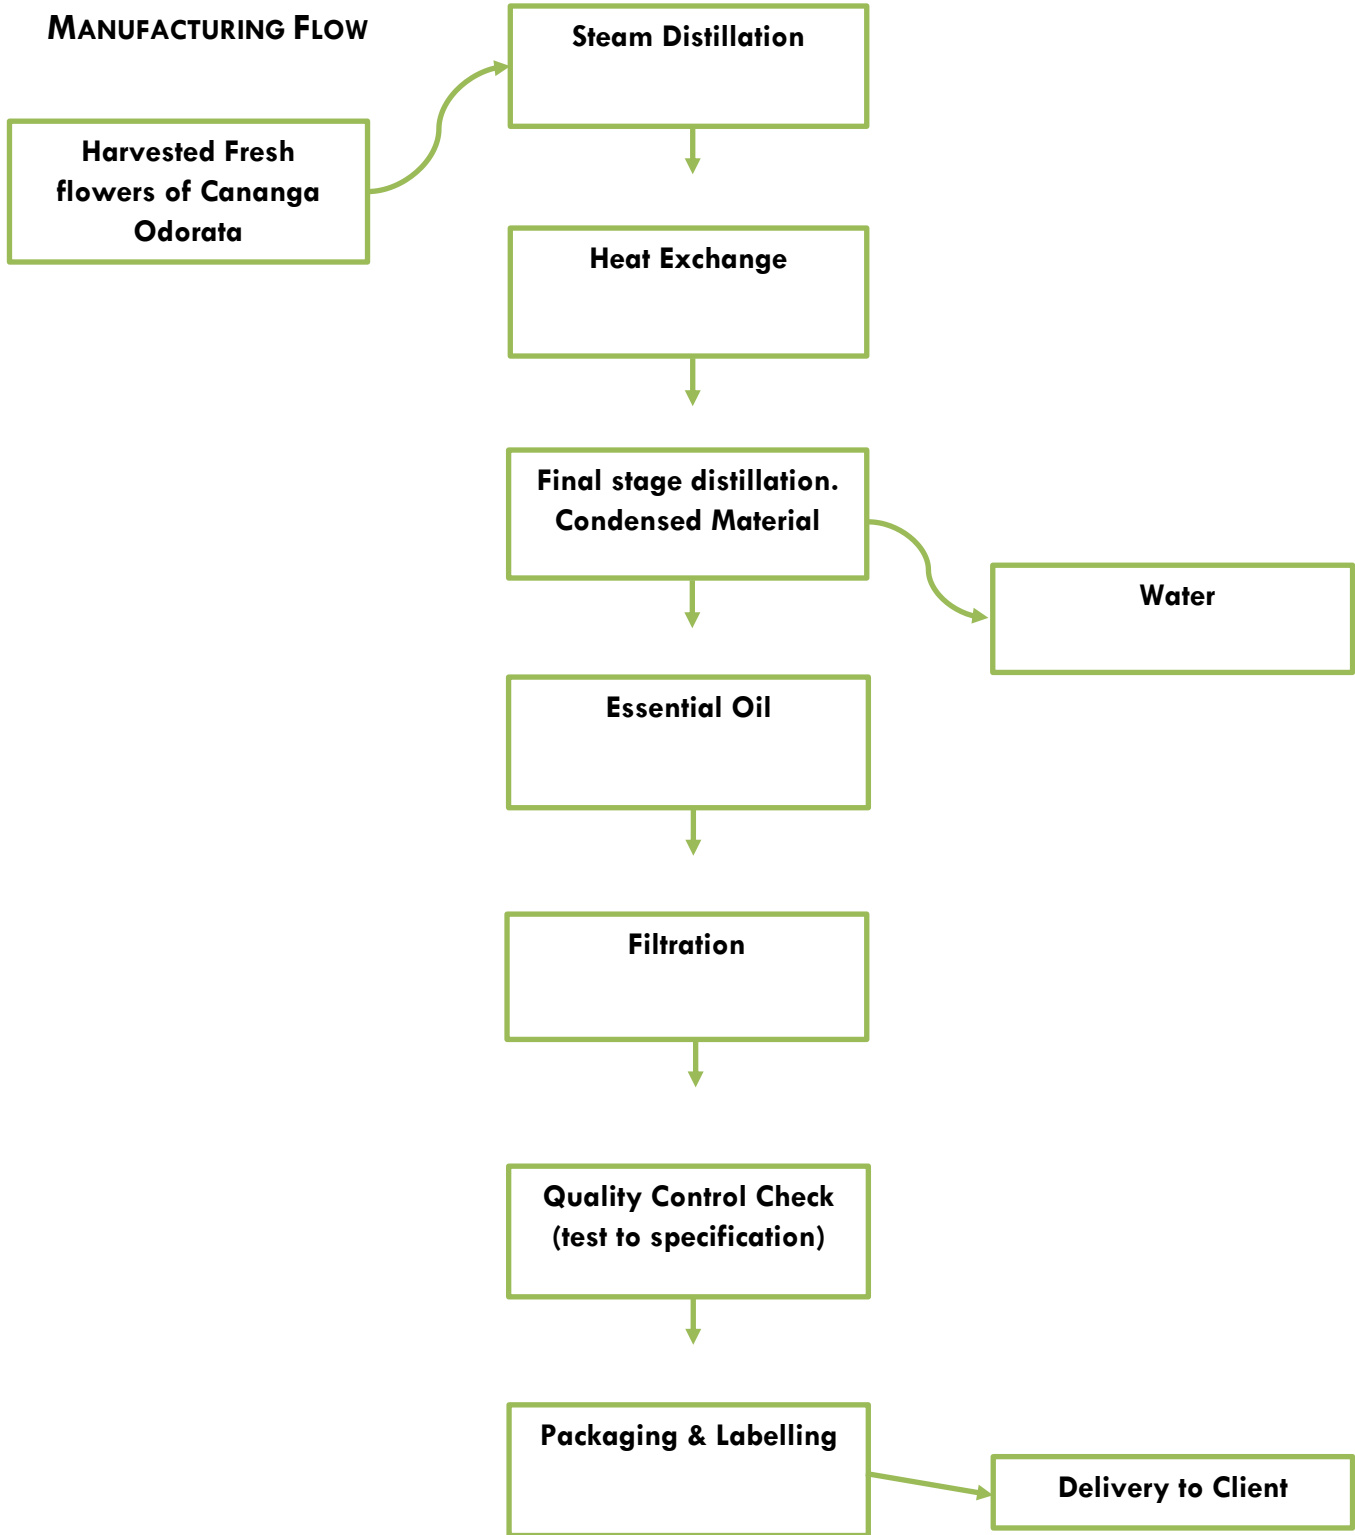 MANUFACTURING FLOW
Steam Distillation
Harvested Fresh
flowers of Cananga
Odorata
Heat Exchange
Final stage distillation.
Condensed Material
Water
Essential Oil
Filtration
Quality Control Check
(test to specification)
Packaging & Labelling
Delivery to Client